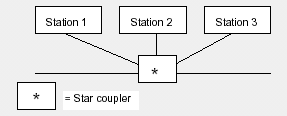 Station 1 Station 2 Station 3
*
* = Star coupler